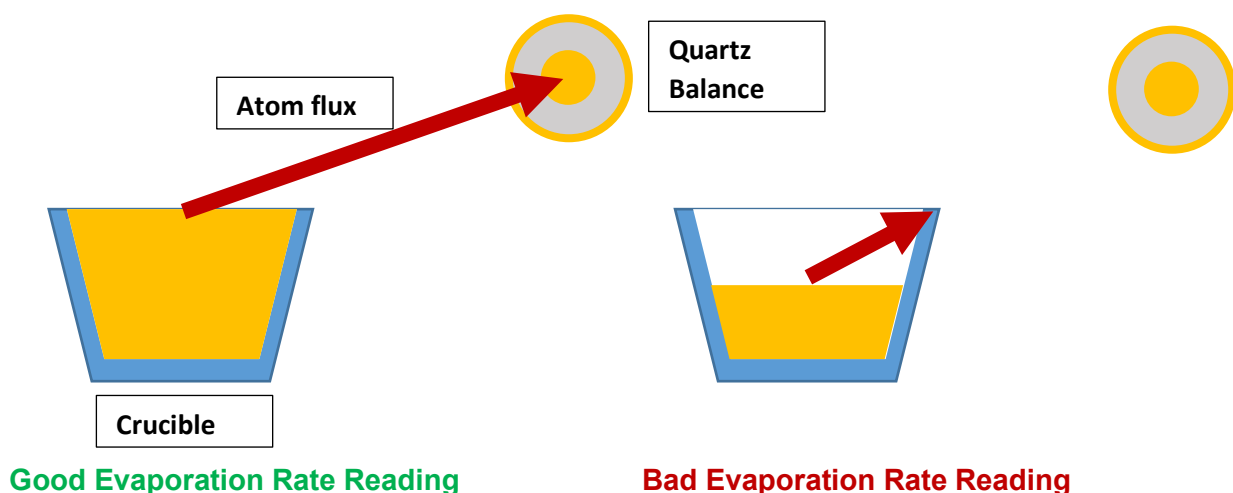 Quartz
Balance
Atom flux
Crucible
Good Evaporation Rate Reading
Bad Evaporation Rate Reading